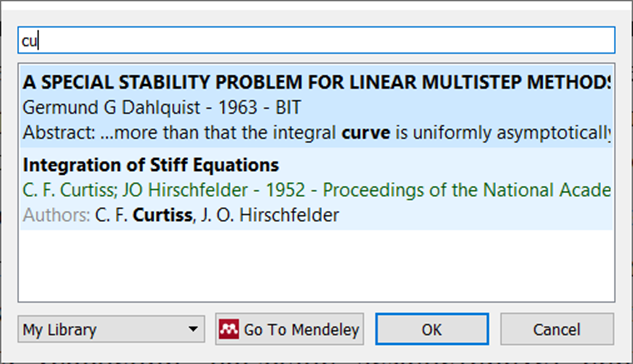 cu
A SPECIAL STABILITY PROBLEM FOR LINEAR MULTISTEP METHODS
Germund G Dahlquist - 1963 - BIT
Abstract: ...more than that the integral curve is uniformly asymptotically
Integration of Stiff Equations
C. F. Curtiss; JO Hirschfelder - 1952 - Proceedings of the National Acade
Authors: C. F. Curtiss, J. O. Hirschfelder
My Library Go To Mendeley OK Cancel